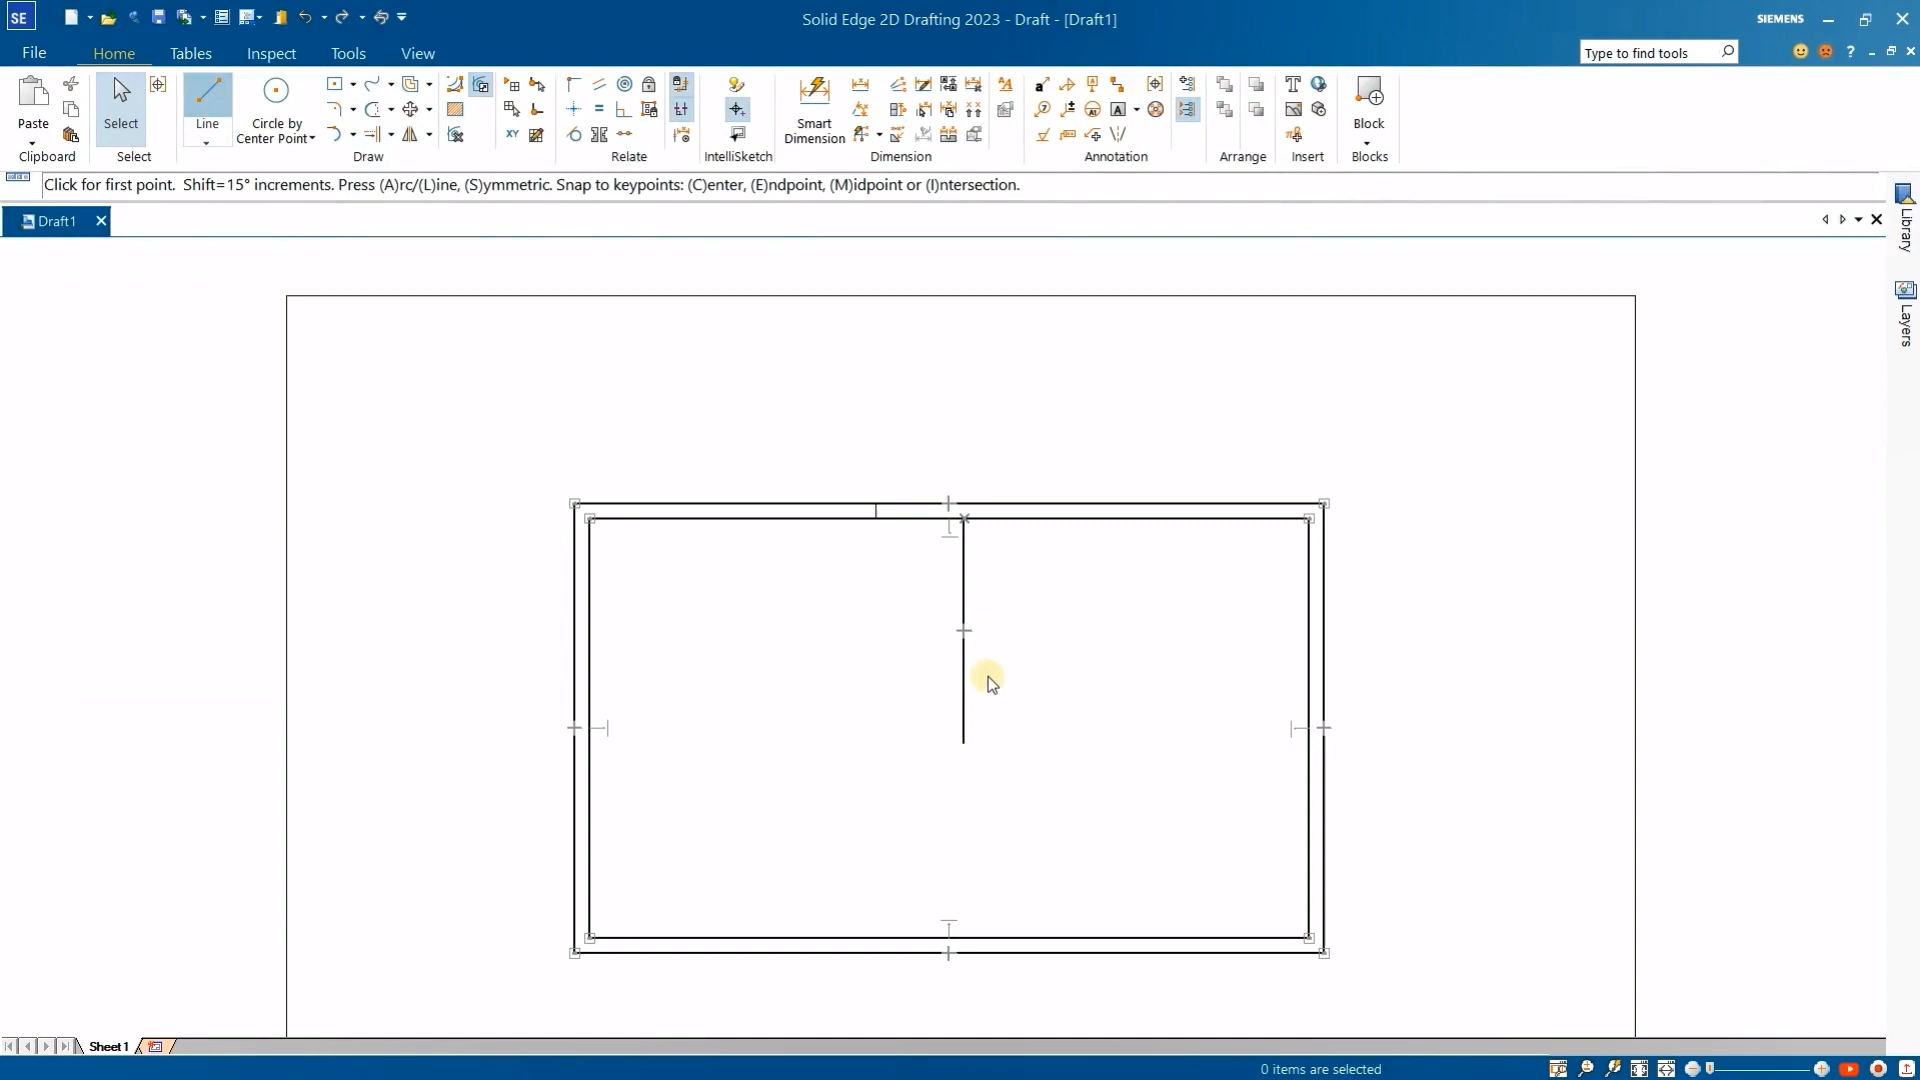 SE
Solid Edge 2D Drafting 2023 - Draft - [Draft1]
SIEMENS
File Home Tables Inspect Tools View
Type to find tools
Paste
Select
Line
Circle by
Center Point
Smart
Dimension
Block
XY
Clipboard Select Draw Relate IntelliSketch Dimension Annotation Arrange Insert Blocks
Click for first point. Shift=15° increments. Press (A)rc/(L)ine, (S)ymmetric. Snap to keypoints: (C)enter, (E)ndpoint, (M)idpoint or (I)ntersection.
Draft1
Library
Layers
Sheet1
0 items are selected